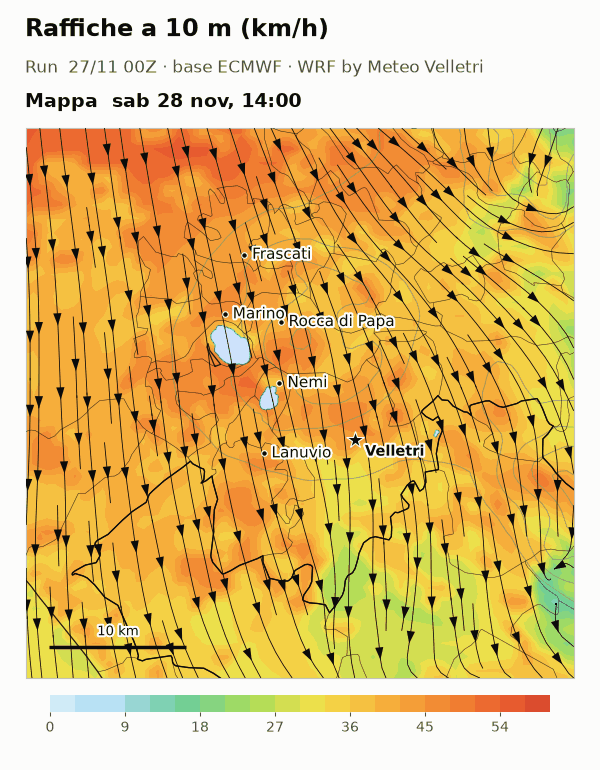 Raffiche a 10 m (km/h)
Run 27/11 00Z · base ECMWF · WRF by Meteo Velletri
Mappa sab 28 nov, 14:00
Frascati
Marino
Rocca di Papa
Nemi
Velletri
Lanuvio
10 km
0 9 18 27 36 45 54